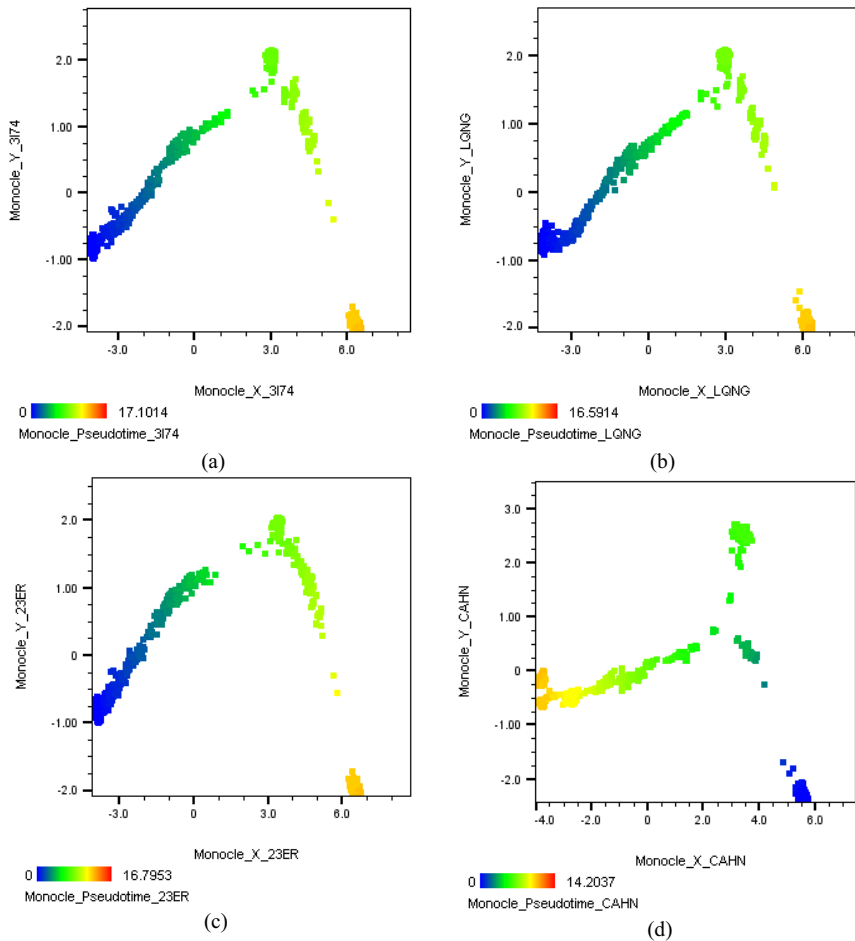 2.0
1.00
0
-1.00
-2.0
Monocle_Y_3I74
-3.0 0 3.0 6.0
Monocle_X_3I74
0 17.1014
Monocle_Pseudotime_3I74
(a)
2.0
1.00
0
-1.00
-2.0
Monocle_Y_LQNG
-3.0 0 3.0 6.0
Monocle_X_LQNG
0 16.5914
Monocle_Pseudotime_LQNG
(b)
2.0
1.00
0
-1.00
-2.0
Monocle_Y_23ER
-3.0 0 3.0 6.0
Monocle_X_23ER
0 16.7953
Monocle_Pseudotime_23ER
(c)
3.0
2.0
1.00
0
-1.00
-2.0
Monocle_Y_CAHN
-4.0 -2.0 0 2.0 4.0 6.0
Monocle_X_CAHN
0 14.2037
Monocle_Pseudotime_CAHN
(d)